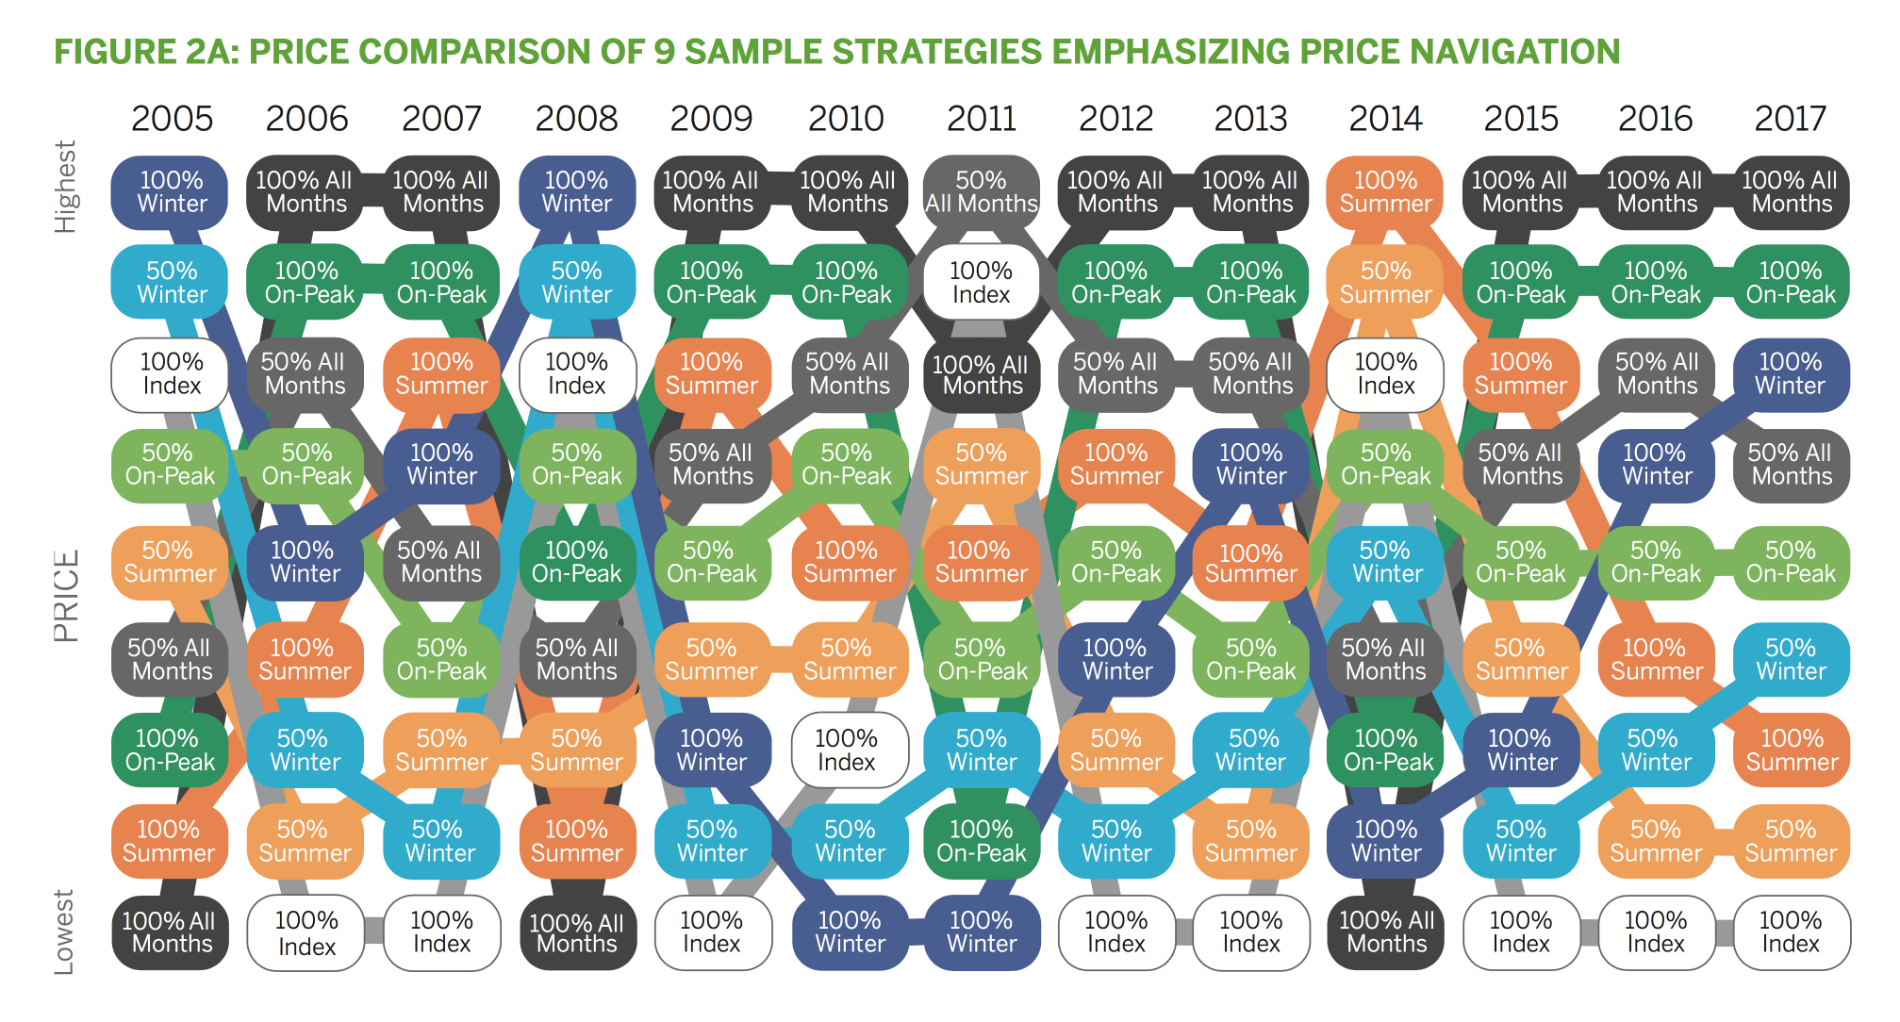 FIGURE 2A: PRICE COMPARISON OF 9 SAMPLE STRATEGIES EMPHASIZING PRICE NAVIGATION
2005 2006 2007 2008 2009 2010 2011 2012 2013 2014 2015 2016 2017
Highest
100%
Winter
100% All
Months
100% All
Months
100%
Winter
100% All
Months
100% All
Months
50%
All Months
100% All
Months
100% All
Months
100%
Summer
100% All
Months
100% All
Months
100% All
Months
50%
Winter
100%
On-Peak
100%
On-Peak
50%
Winter
100%
On-Peak
100%
On-Peak
100%
Index
100%
On-Peak
100%
On-Peak
50%
Summer
100%
On-Peak
100%
On-Peak
100%
On-Peak
100%
Index
50% All
Months
100%
Summer
100%
Index
100%
Summer
50% All
Months
100% All
Months
50% All
Months
50% All
Months
100%
Index
100%
Summer
50% All
Months
100%
Winter
50%
On-Peak
50%
On-Peak
100%
Winter
50%
On-Peak
50% All
Months
50%
On-Peak
50%
Summer
100%
Summer
100%
Winter
50%
On-Peak
50% All
Months
100%
Winter
50% All
Months
PRICE
50%
Summer
100%
Winter
50% All
Months
100%
On-Peak
50%
On-Peak
100%
Summer
100%
Summer
50%
On-Peak
100%
Summer
50%
Winter
50%
On-Peak
50%
On-Peak
50%
On-Peak
50% All
Months
100%
Summer
50%
On-Peak
50% All
Months
50%
Summer
50%
Summer
50%
On-Peak
100%
Winter
50%
On-Peak
50% All
Months
50%
Summer
100%
Summer
50%
Winter
100%
On-Peak
50%
Winter
50%
Summer
50%
Summer
100%
Winter
100%
Index
50%
Winter
50%
Summer
50%
Winter
100%
On-Peak
100%
Winter
50%
Winter
100%
Summer
100%
Summer
50%
Summer
50%
Winter
100%
Summer
50%
Winter
50%
Winter
100%
On-Peak
50%
Winter
50%
Summer
100%
Winter
50%
Winter
50%
Summer
50%
Summer
Lowest
100% All
Months
100%
Index
100%
Index
100% All
Months
100%
Index
100%
Winter
100%
Winter
100%
Index
100%
Index
100% All
Months
100%
Index
100%
Index
100%
Index